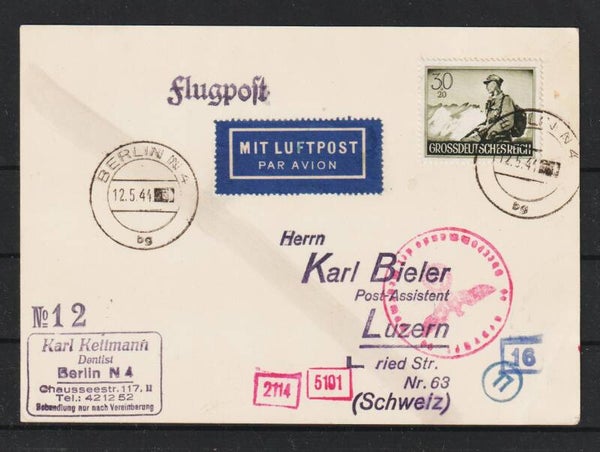 Flugpost
30
20
GROSSDEUTSCHES REICH
MIT LUFTPOST
PAR AVION
BERLIN N 4
12.5.44
bg
BERLIN N 4
12.5.44
bg
Herrn
Karl Bieler
Post-Assistent
Luzern
L ried Str.
Nr. 63
(Schweiz)
No 12
Karl Kettmann
Dentist
Berlin N 4
Chausseestr. 117, II
Tel.: 42 12 52
Behandlung nur nach Vereinbarung
2114
5101
16